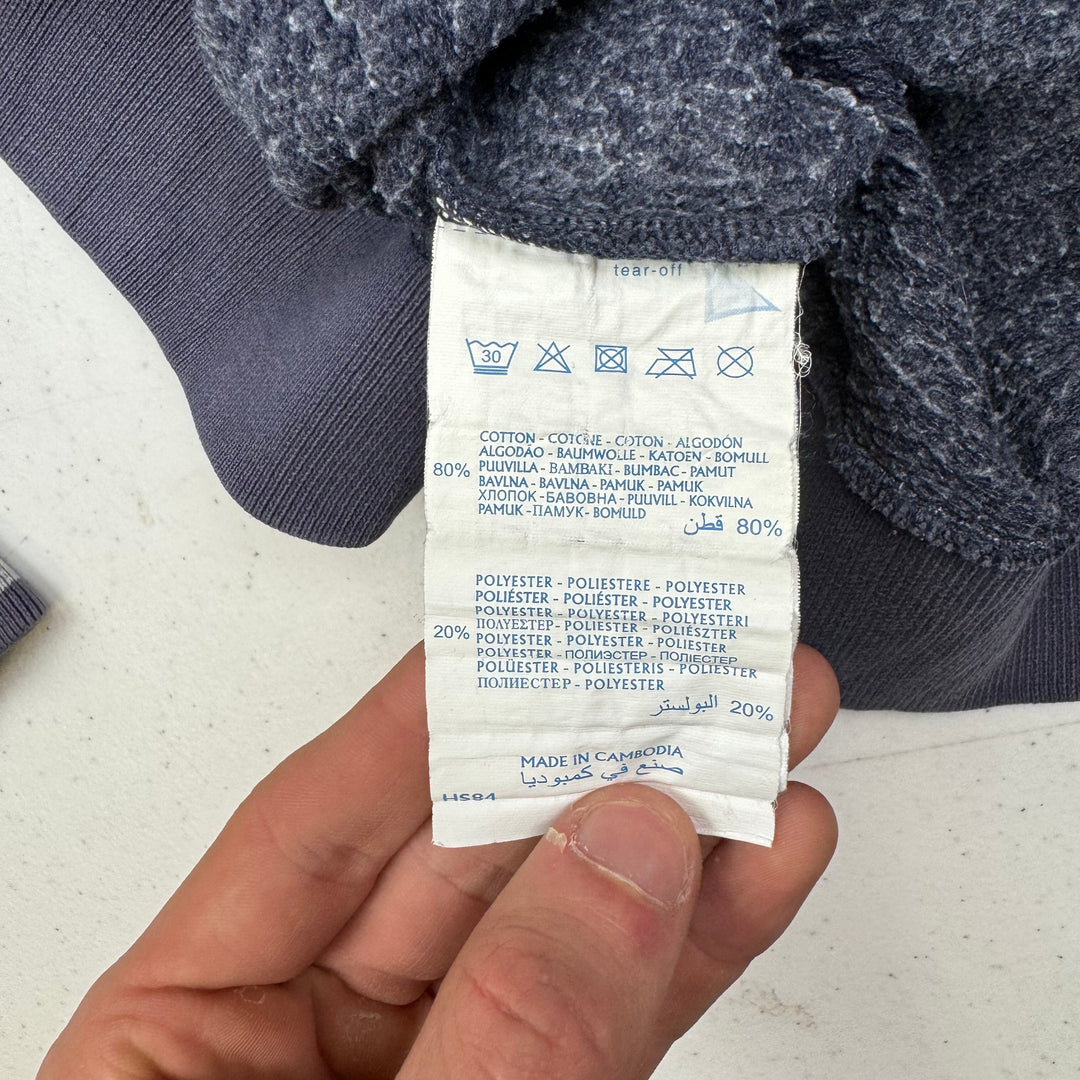 tear-off
30
COTTON - COTONE - COTON - ALGODÓN
ALGODÃO - BAUMWOLLE - KATOEN - BOMULL
80% PUUVILLA - BAMBAKI - BUMBAC - PAMUT
BAVLNA - BAVLNA - PAMUK - PAMUK
ХЛОПОК - БАВОВНА - PUUVILL - KOKVILNA
PAMUK - ПАМУК - BOMULD
80% قطن
POLYESTER - POLIESTERE - POLYESTER
POLIÉSTER - POLIÉSTER - POLYESTER
POLYESTER - POLYESTER - POLYESTERI
20% ΠΟΛΥΕΣΤΕΡ - POLIESTER - POLIÉSZTER
POLYESTER - POLYESTER - POLIESTER
POLYESTER - ПОЛИЭСТЕР - ПОЛІЕСТЕР
POLÜESTER - POLIESTERIS - POLIESTER
ПОЛИЕСТЕР - POLYESTER
20% البولستر
MADE IN CAMBODIA
صنع في كمبوديا